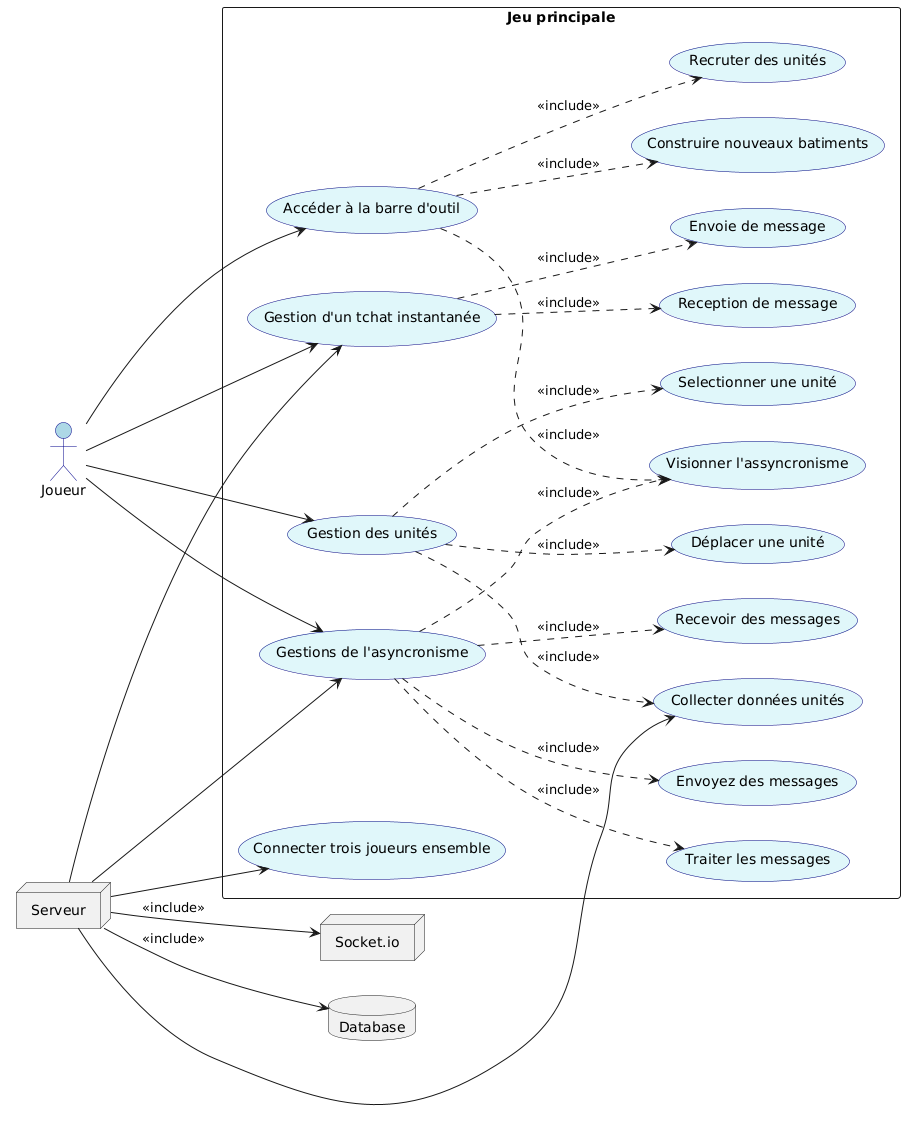 Jeu principale
Recruter des unités
«include»
Construire nouveaux batiments
«include»
Accéder à la barre d'outil
Envoie de message
«include»
Reception de message
«include»
Gestion d'un tchat instantanée
Selectionner une unité
«include»
«include»
Visionner l'assyncronisme
Joueur
«include»
Gestion des unités
Déplacer une unité
«include»
Recevoir des messages
«include»
Gestions de l'asyncronisme
«include»
Collecter données unités
«include»
Envoyez des messages
«include»
Connecter trois joueurs ensemble
Traiter les messages
Serveur
«include»
«include»
Socket.io
Database